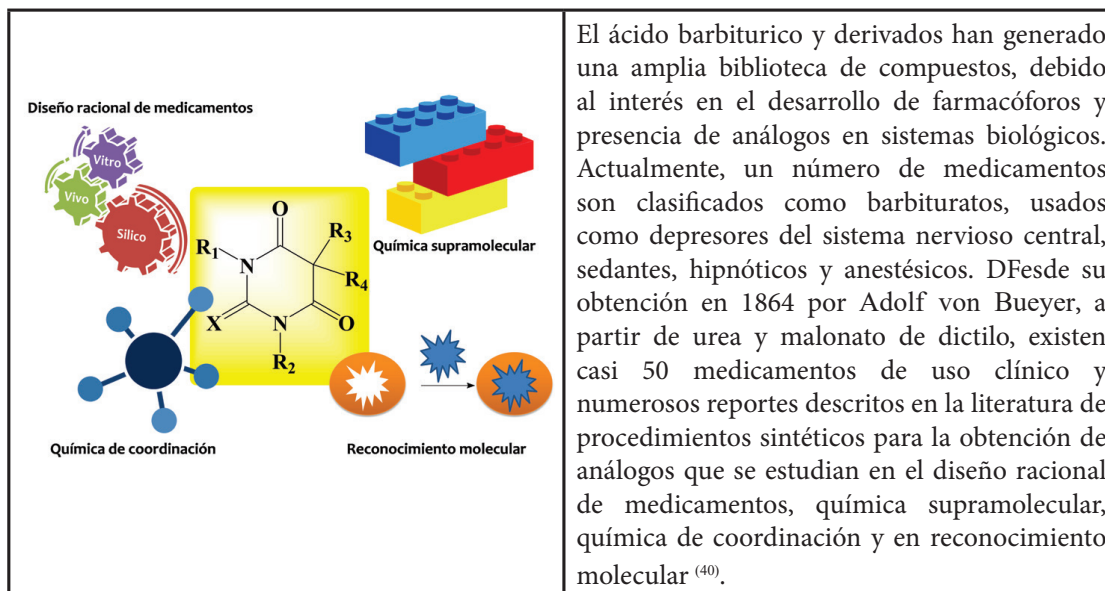 Diseño racional de medicamentos
Vitro
Vivo
Silico
Química supramolecular
O
R3
R1
N
R4
X
N
O
R2
Química de coordinación
Reconocimiento molecular
El ácido barbiturico y derivados han generado
una amplia biblioteca de compuestos, debido
al interés en el desarrollo de farmacóforos y
presencia de análogos en sistemas biológicos.
Actualmente, un número de medicamentos
son clasificados como barbituratos, usados
como depresores del sistema nervioso central,
sedantes, hipnóticos y anestésicos. DFesde su
obtención en 1864 por Adolf von Bueyer, a
partir de urea y malonato de dictilo, existen
casi 50 medicamentos de uso clínico y
numerosos reportes descritos en la literatura de
procedimientos sintéticos para la obtención de
análogos que se estudian en el diseño racional
de medicamentos, química supramolecular,
química de coordinación y en reconocimiento
molecular (40).